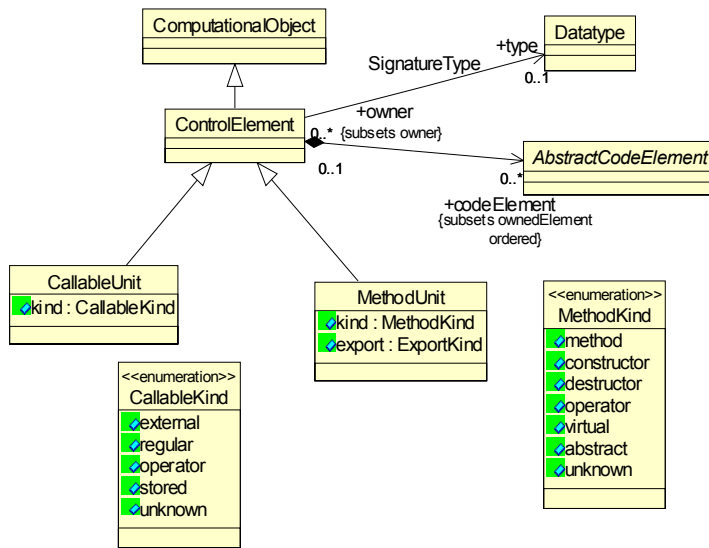 ComputationalObject
Datatype
+type
SignatureType
0..1
ControlElement
+owner
0..*
{subsets owner}
0..1
AbstractCodeElement
0..*
+codeElement
{subsets ownedElement
ordered}
CallableUnit
kind : CallableKind
MethodUnit
kind : MethodKind
export : ExportKind
<<enumeration>>
MethodKind
method
constructor
destructor
operator
virtual
abstract
unknown
<<enumeration>>
CallableKind
external
regular
operator
stored
unknown